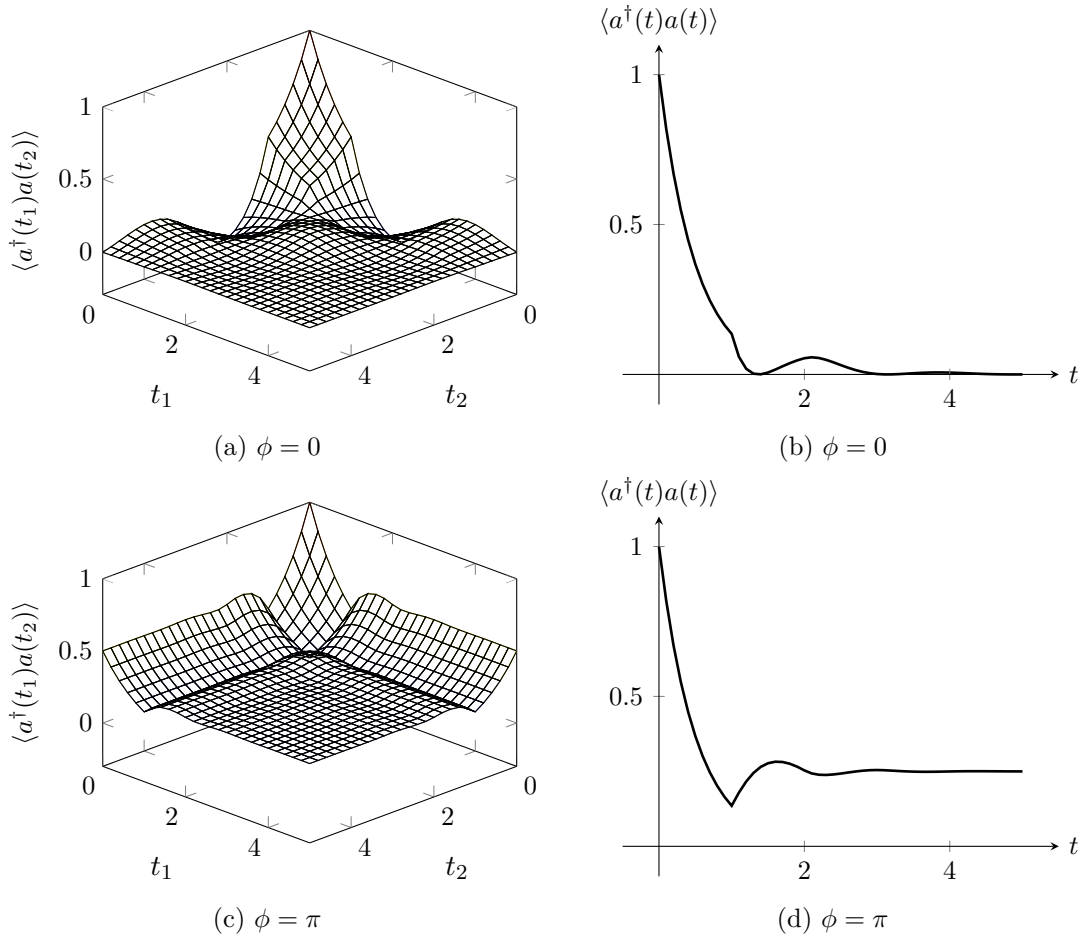 ⟨a†(t₁)a(t₂)⟩
1
0.5
0
0
2
4
t₁
4
2
0
t₂
(a) ϕ = 0
⟨a†(t)a(t)⟩
1
0.5
2
4
t
(b) ϕ = 0
⟨a†(t₁)a(t₂)⟩
1
0.5
0
0
2
4
t₁
4
2
0
t₂
(c) ϕ = π
⟨a†(t)a(t)⟩
1
0.5
2
4
t
(d) ϕ = π